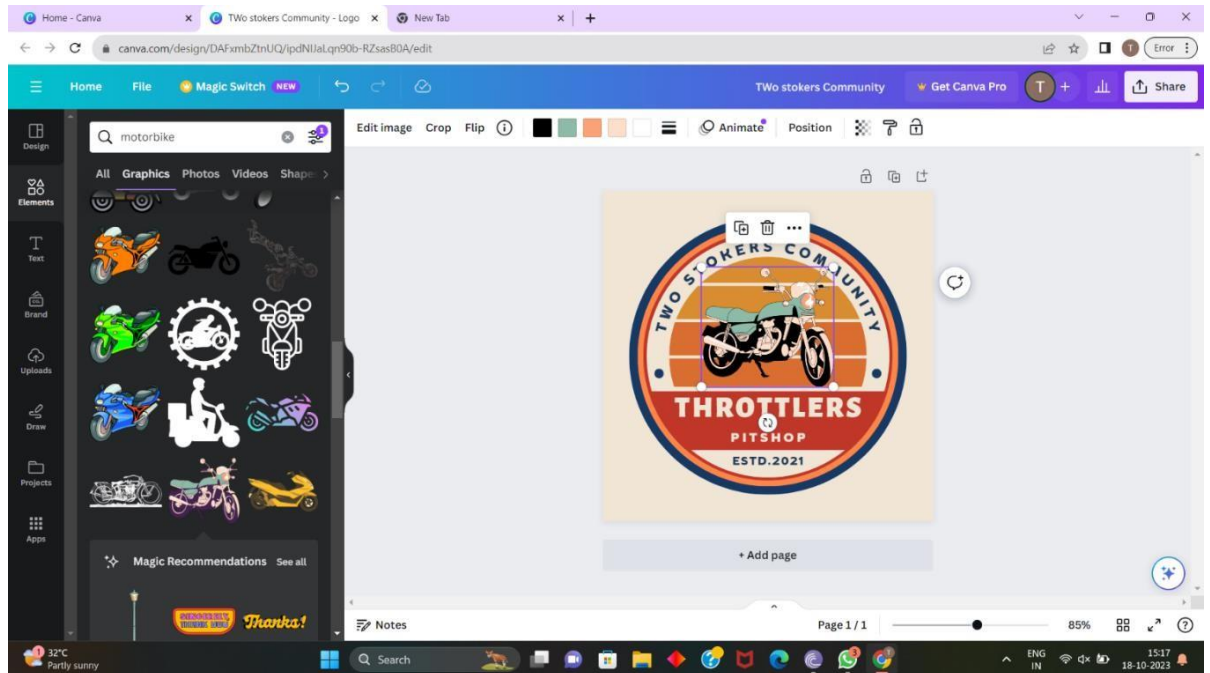 Home - Canva
TWo stokers Community - Logo
New Tab
canva.com/design/DAFxmbZtnUQ/ipdNIJaLqn90b-RZsas80A/edit
T
Error
Home File Magic Switch NEW
TWo stokers Community
Get Canva Pro
T
Share
Design
Elements
Text
Brand
Uploads
Draw
Projects
Apps
motorbike
1
All Graphics Photos Videos Shape
Magic Recommendations See all
Thanka!
Edit image Crop Flip Animate Position
TWO STOKERS COMMUNITY
THROTTLERS
PITSHOP
ESTD.2021
+ Add page
Notes
Page 1 / 1
85%
32°C
Partly sunny
Search
ENG
IN
15:17
18-10-2023